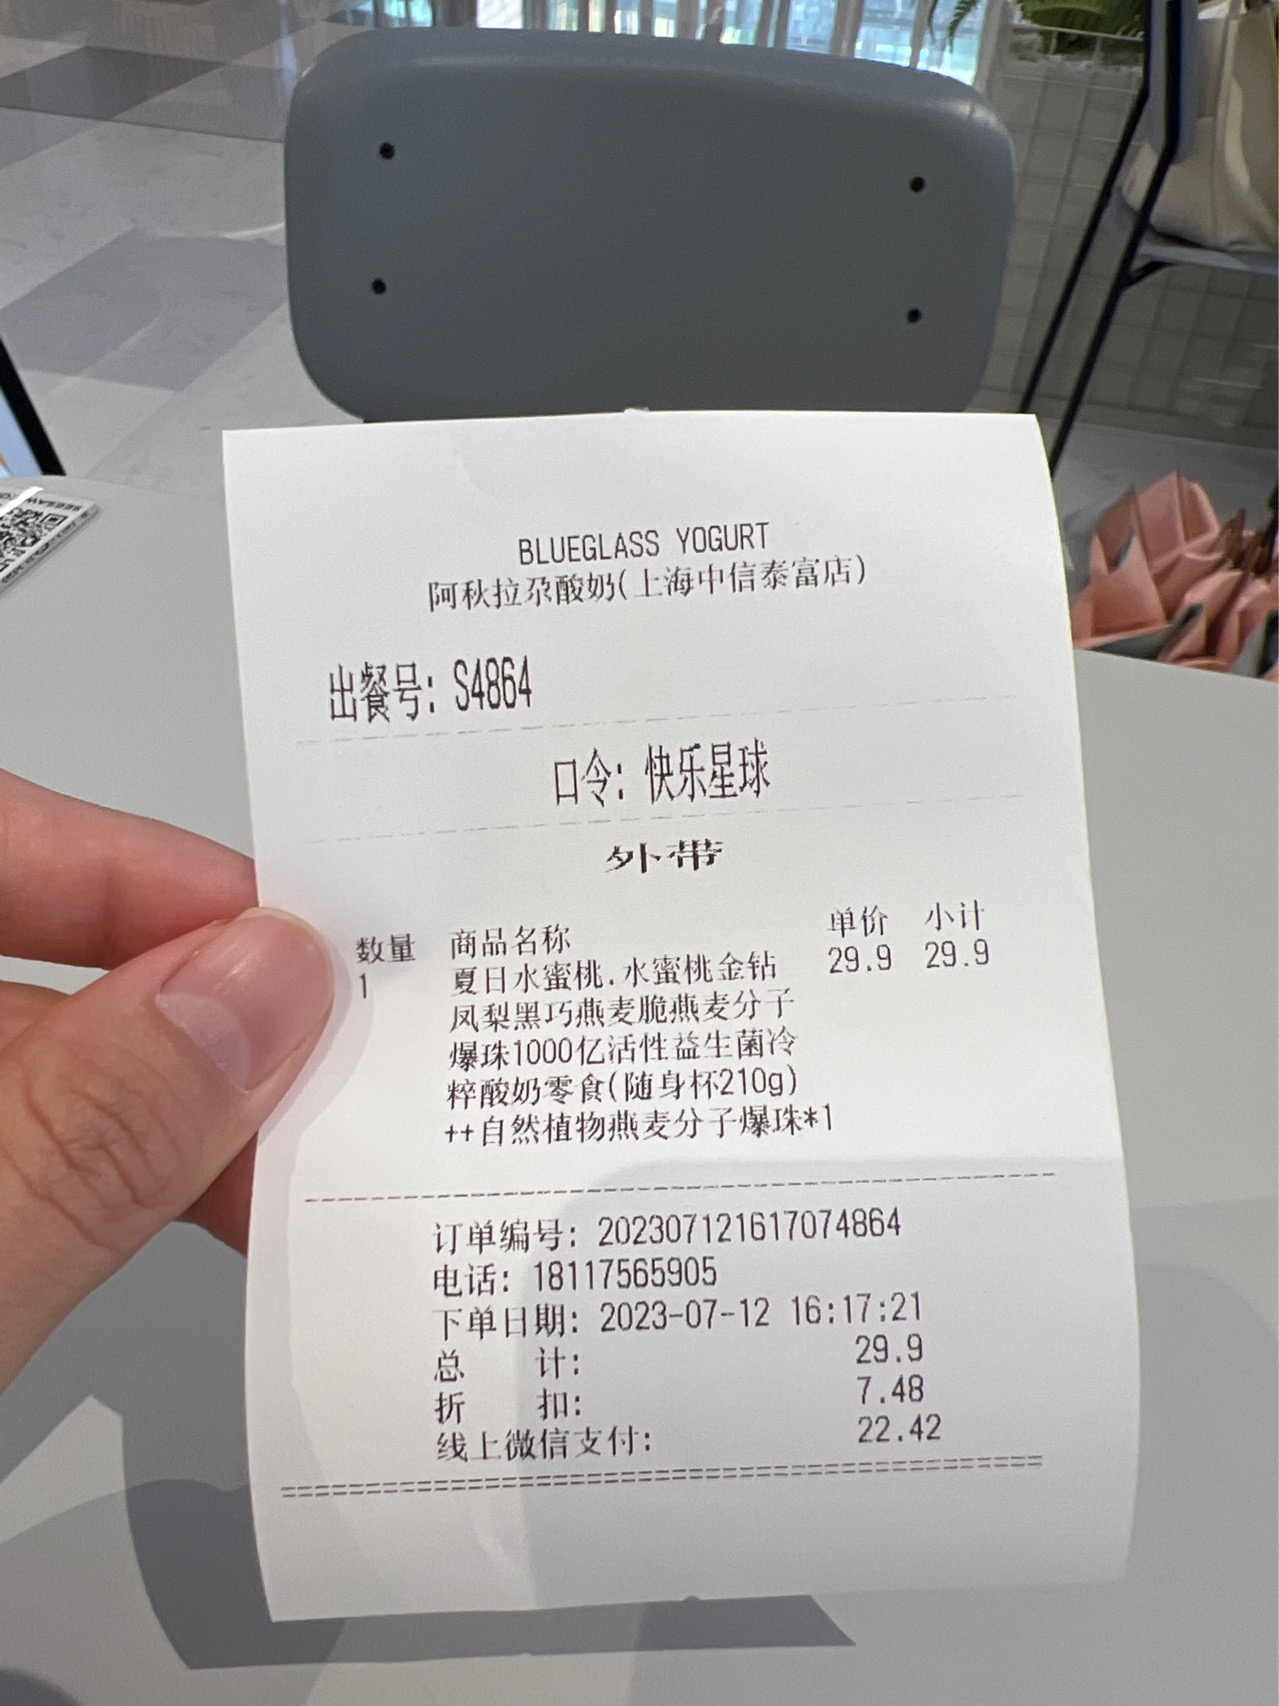 BLUEGLASS YOGURT
阿秋拉尕酸奶(上海中信泰富店)
出餐号: S4864
口令: 快乐星球
外带
数量 商品名称 单价 小计
1 夏日水蜜桃.水蜜桃金钻 29.9 29.9
凤梨黑巧燕麦脆燕麦分子
爆珠1000亿活性益生菌冷
粹酸奶零食(随身杯210g)
++自然植物燕麦分子爆珠*1
订单编号: 202307121617074864
电话: 18117565905
下单日期: 2023-07-12 16:17:21
总 计: 29.9
折 扣: 7.48
线上微信支付: 22.42
SEESAW